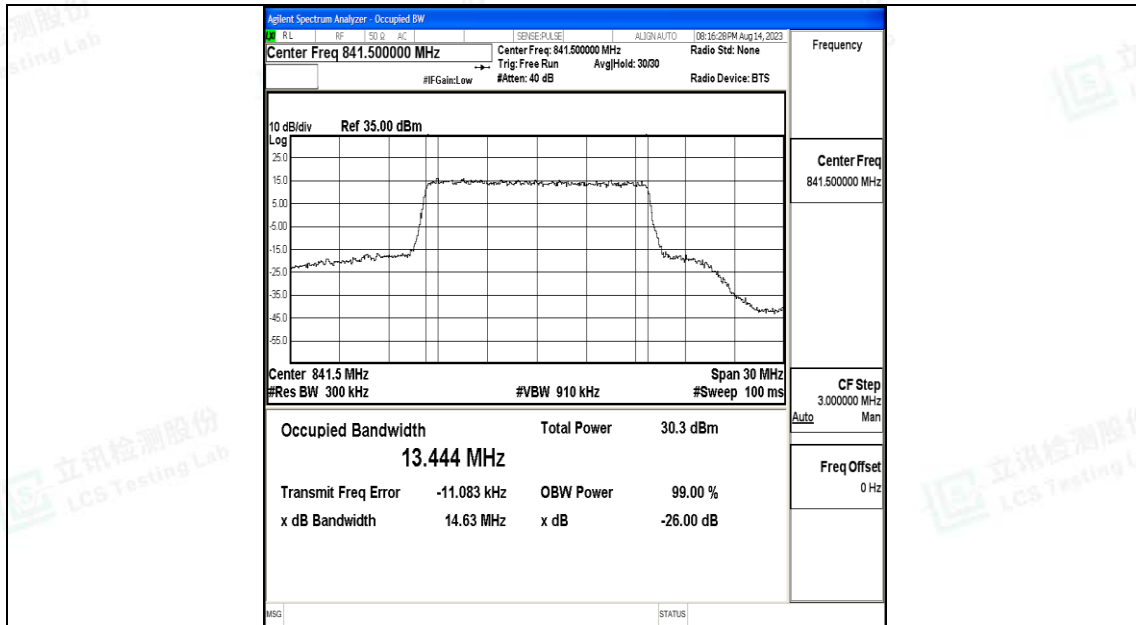 Agilent Spectrum Analyzer - Occupied BW
RL RF 50 Ω AC SENSE:PULSE ALIGNAUTO 08:16:28PM Aug 14, 2023
Center Freq 841.500000 MHz
Center Freq: 841.500000 MHz
Radio Std: None
Trig: Free Run Avg|Hold: 30/30
#IFGain:Low
#Atten: 40 dB
Radio Device: BTS
10 dB/div Ref 35.00 dBm
Log
25.0
15.0
5.00
-5.00
-15.0
-25.0
-35.0
-45.0
-55.0
Center 841.5 MHz Span 30 MHz
#Res BW 300 kHz #VBW 910 kHz #Sweep 100 ms
Occupied Bandwidth Total Power 30.3 dBm
13.444 MHz
Transmit Freq Error -11.083 kHz OBW Power 99.00 %
x dB Bandwidth 14.63 MHz x dB -26.00 dB
MSG STATUS
Frequency
Center Freq
841.500000 MHz
CF Step
3.000000 MHz
Auto Man
Freq Offset
0 Hz
立讯检测股份
LCS Testing Lab
立讯检测股份